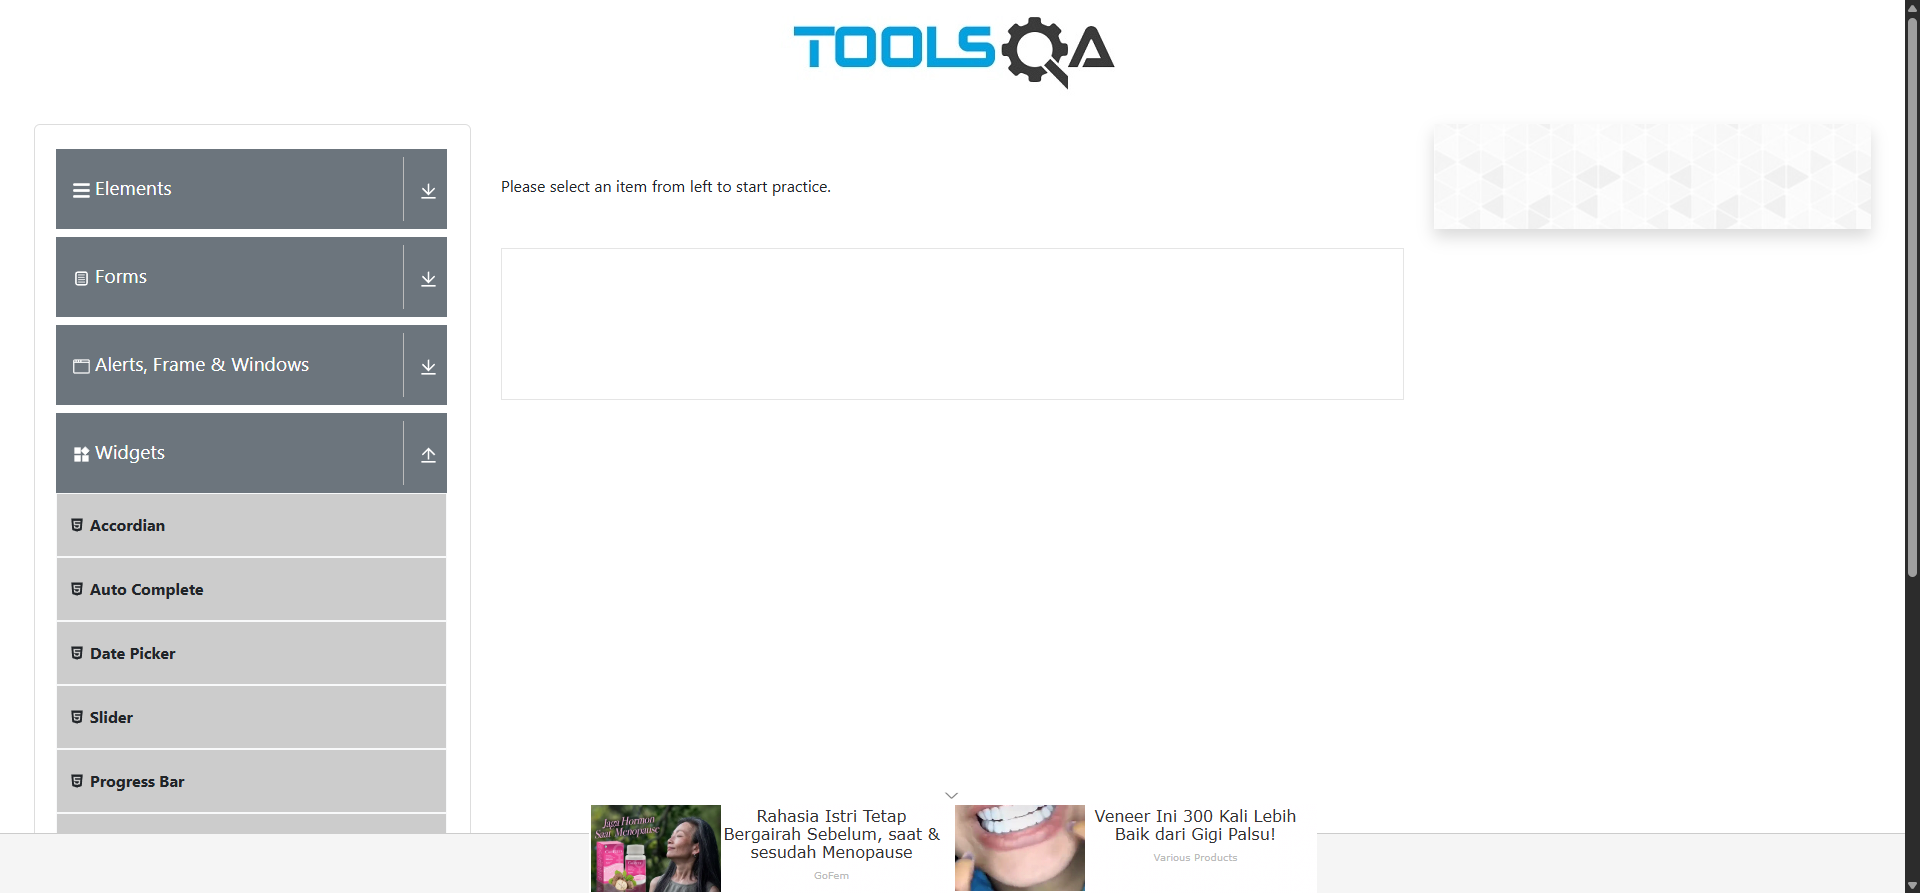 TOOLSQA
Elements
Forms
Alerts, Frame & Windows
Widgets
Accordian
Auto Complete
Date Picker
Slider
Progress Bar
Please select an item from left to start practice.
Jaga Hormon
Saat Menopause
Rahasia Istri Tetap
Bergairah Sebelum, saat &
sesudah Menopause
GoFem
Veneer Ini 300 Kali Lebih
Baik dari Gigi Palsu!
Various Products